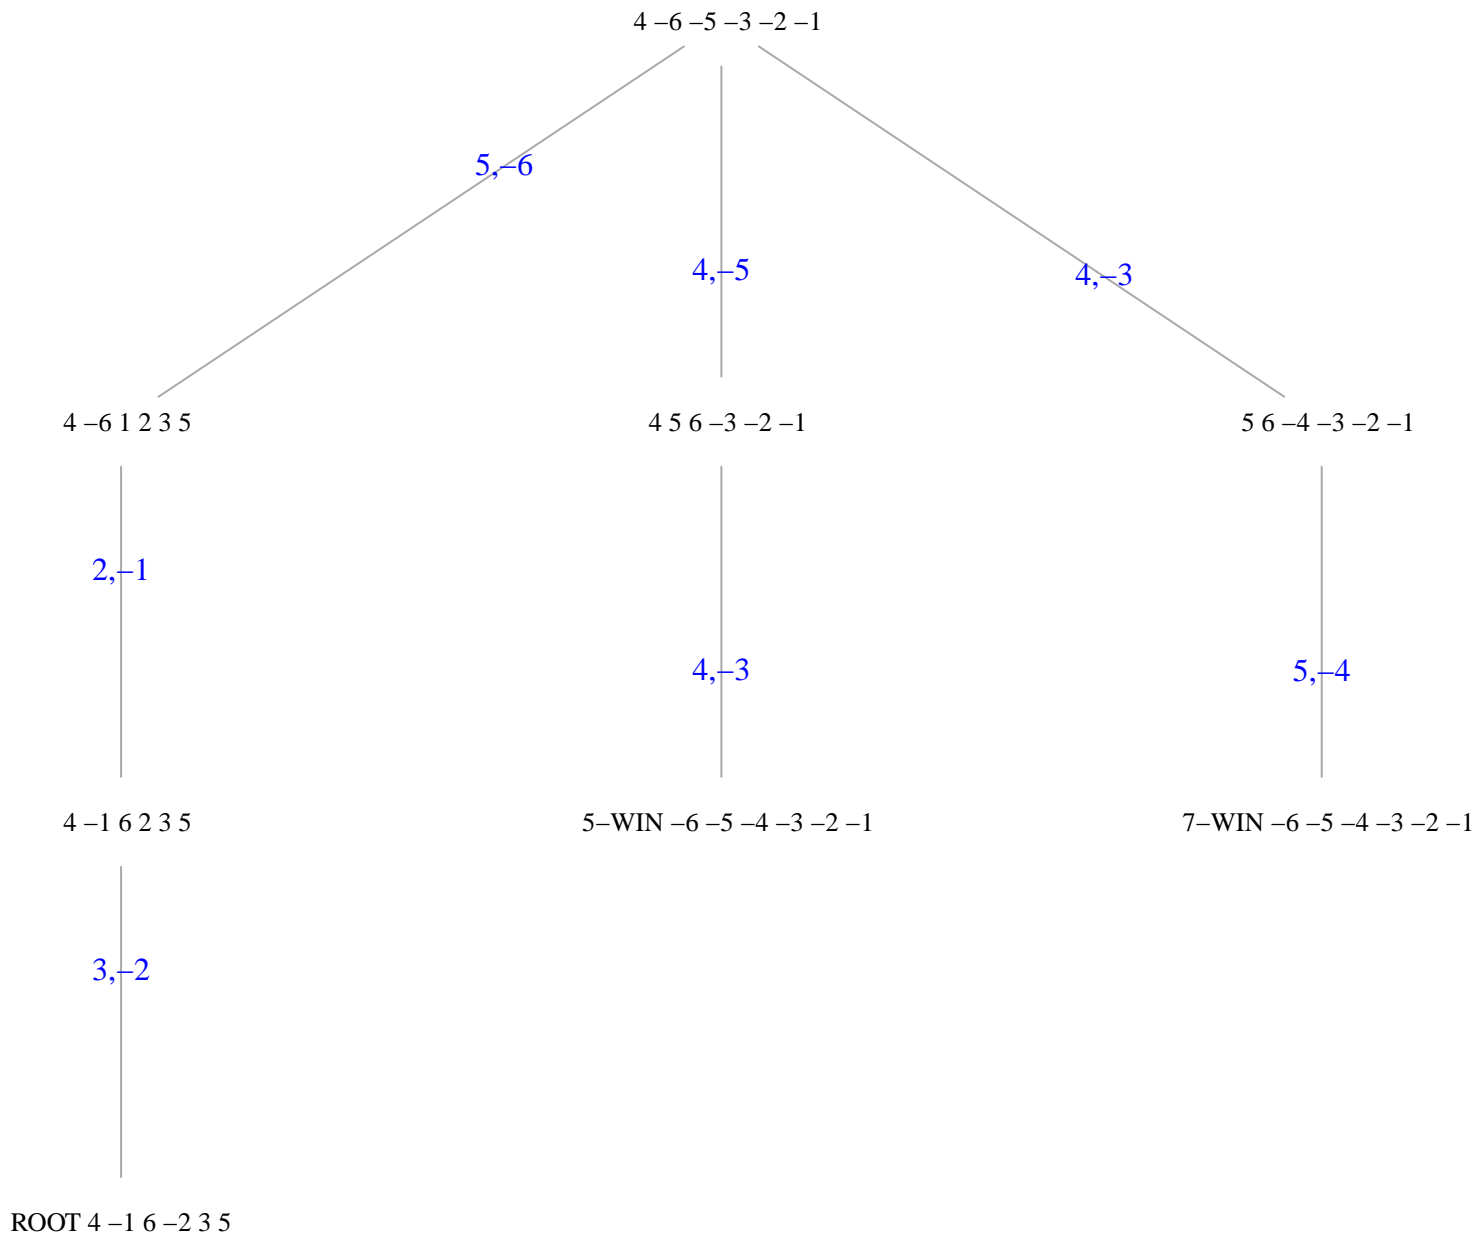 4 –6 –5 –3 –2 –1
5,–6
4,–5
4,–3
4 –6 1 2 3 5
4 5 6 –3 –2 –1
5 6 –4 –3 –2 –1
2,–1
4,–3
5,–4
4 –1 6 2 3 5
5–WIN –6 –5 –4 –3 –2 –1
7–WIN –6 –5 –4 –3 –2 –1
3,–2
ROOT 4 –1 6 –2 3 5